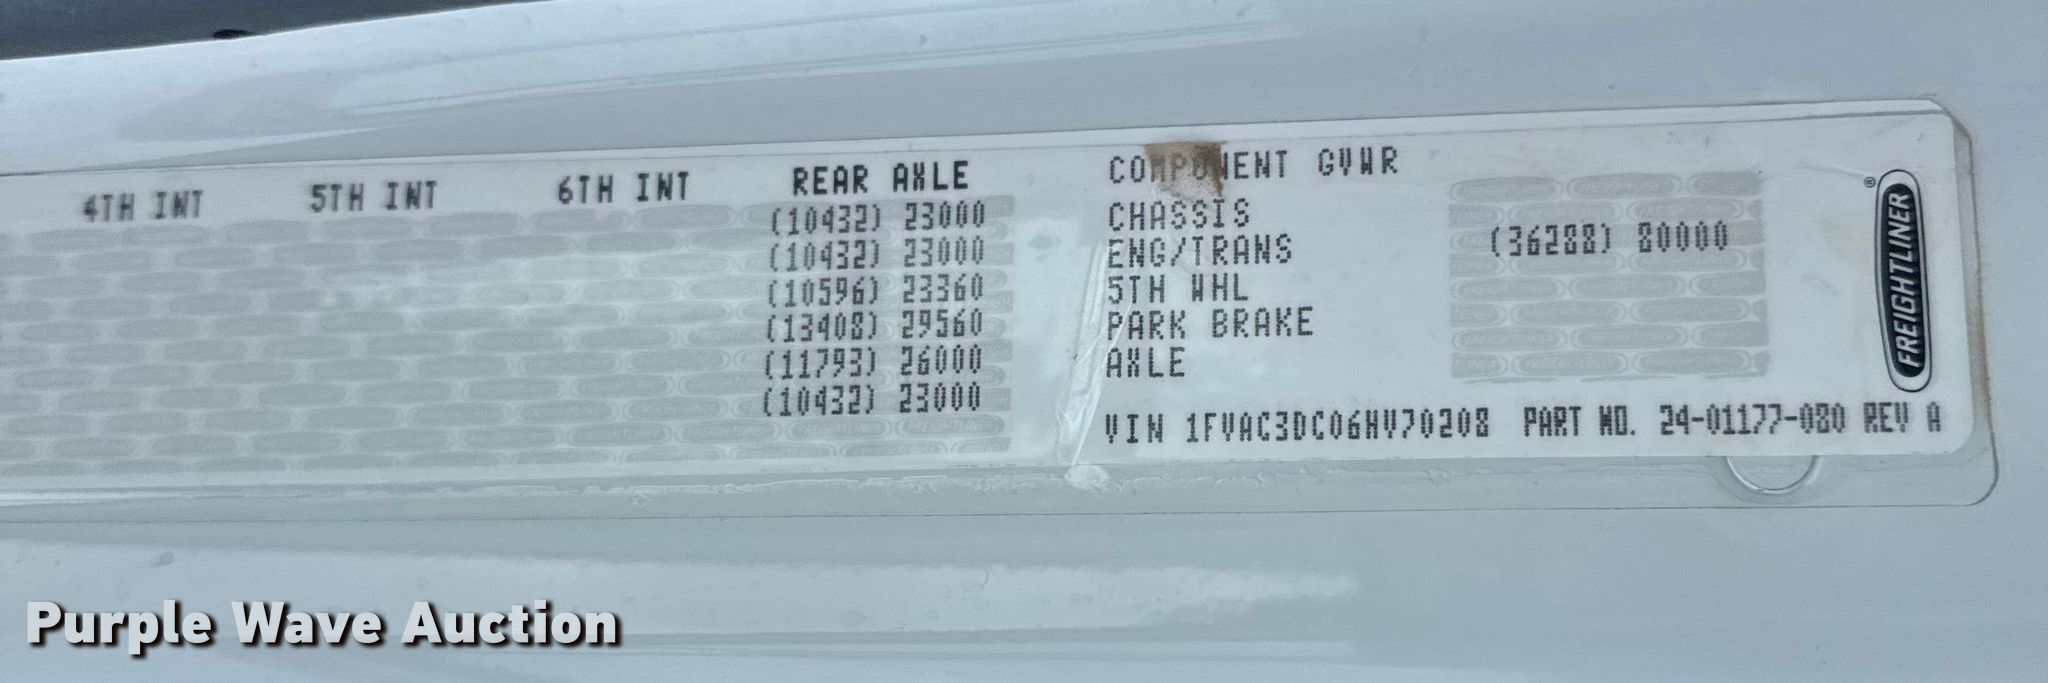 4TH INT 5TH INT 6TH INT REAR AXLE
(10432) 23000
(10432) 23000
(10596) 23360
(13408) 29560
(11793) 26000
(10432) 23000
COMPONENT GVWR
CHASSIS
ENG/TRANS (36288) 80000
5TH WHL
PARK BRAKE
AXLE
VIN 1FVAC3DC06HV70208 PART NO. 24-01177-080 REV A
® FREIGHTLINER
Purple Wave Auction